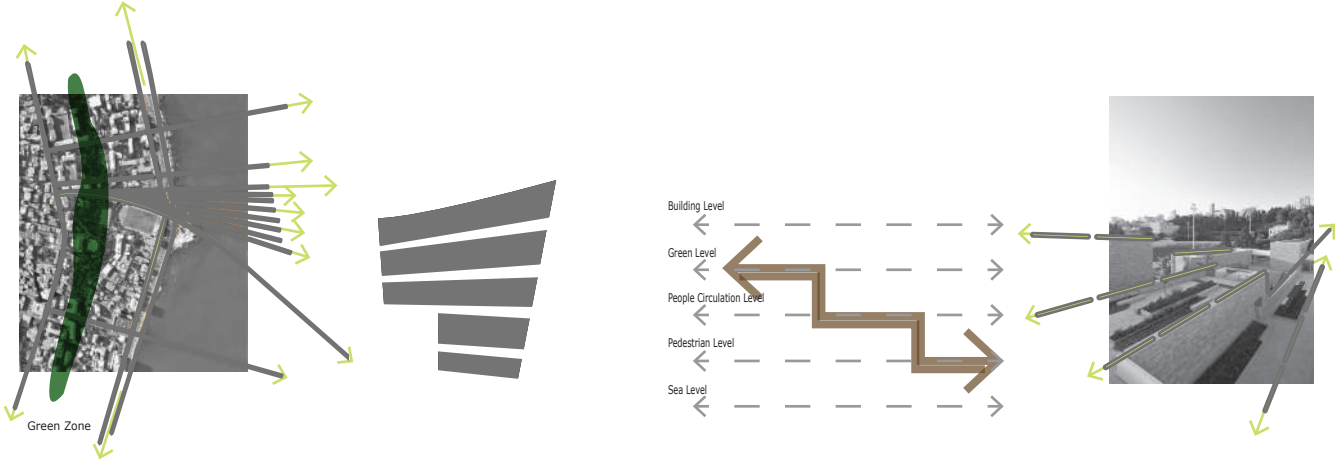 Building Level
Green Level
People Circulation Level
Pedestrian Level
Sea Level
Green Zone